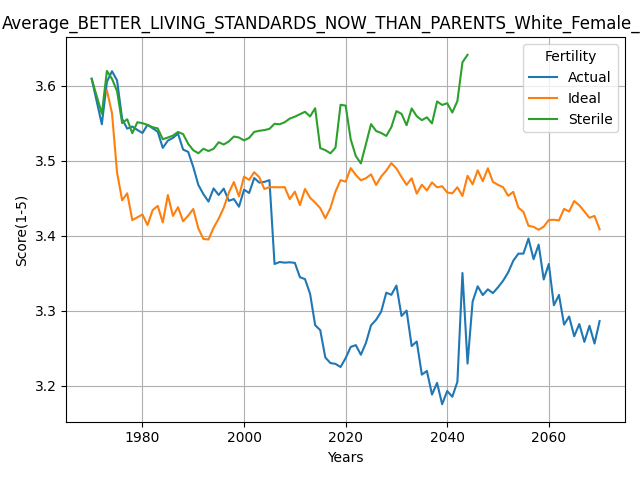 Average_BETTER_LIVING_STANDARDS_NOW_THAN_PARENTS_White_Female_
Fertility
Actual
Ideal
Sterile
Score(1-5)
3.6
3.5
3.4
3.3
3.2
1980 2000 2020 2040 2060
Years